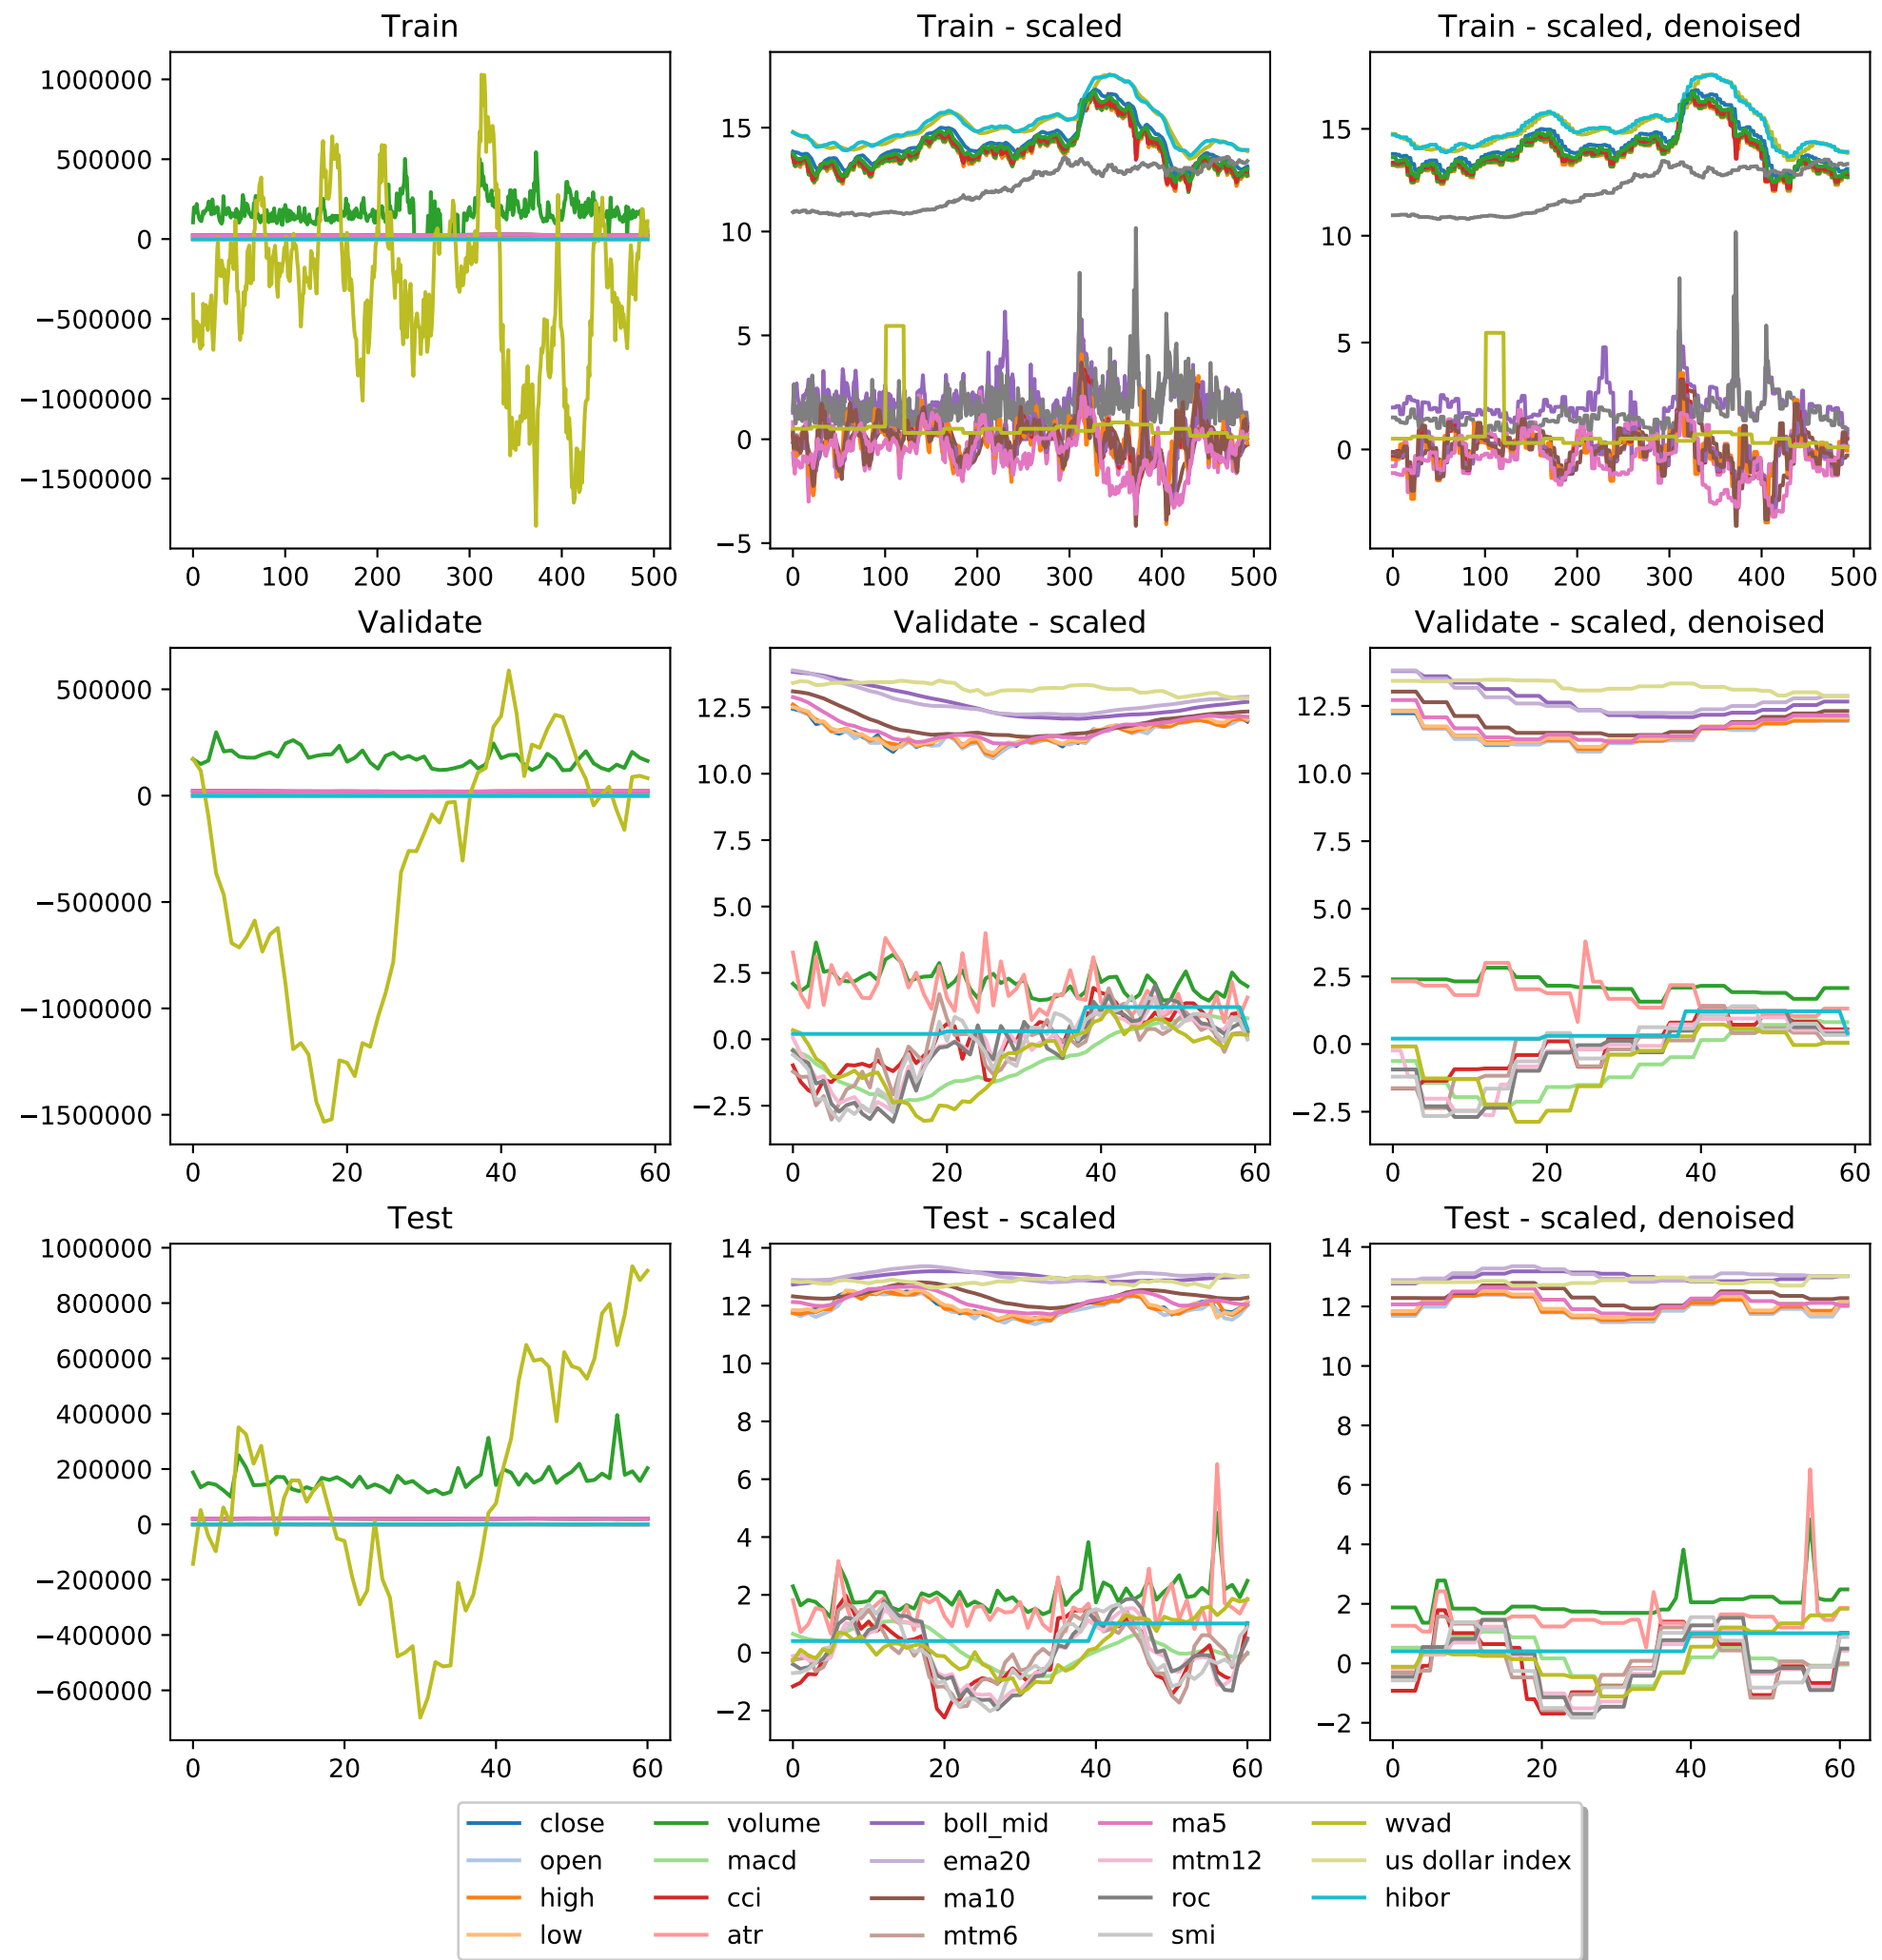 Train
Train - scaled
Train - scaled, denoised
1000000
500000
0
−500000
−1000000
−1500000
0 100 200 300 400 500
15
10
5
0
−5
0 100 200 300 400 500
15
10
5
0
0 100 200 300 400 500
Validate
Validate - scaled
Validate - scaled, denoised
500000
0
−500000
−1000000
−1500000
0 20 40 60
12.5
10.0
7.5
5.0
2.5
0.0
−2.5
0 20 40 60
12.5
10.0
7.5
5.0
2.5
0.0
−2.5
0 20 40 60
Test
Test - scaled
Test - scaled, denoised
1000000
800000
600000
400000
200000
0
−200000
−400000
−600000
0 20 40 60
14
12
10
8
6
4
2
0
−2
0 20 40 60
14
12
10
8
6
4
2
0
−2
0 20 40 60
close volume boll_mid ma5 wvad
open macd ema20 mtm12 us dollar index
high cci ma10 roc hibor
low atr mtm6 smi